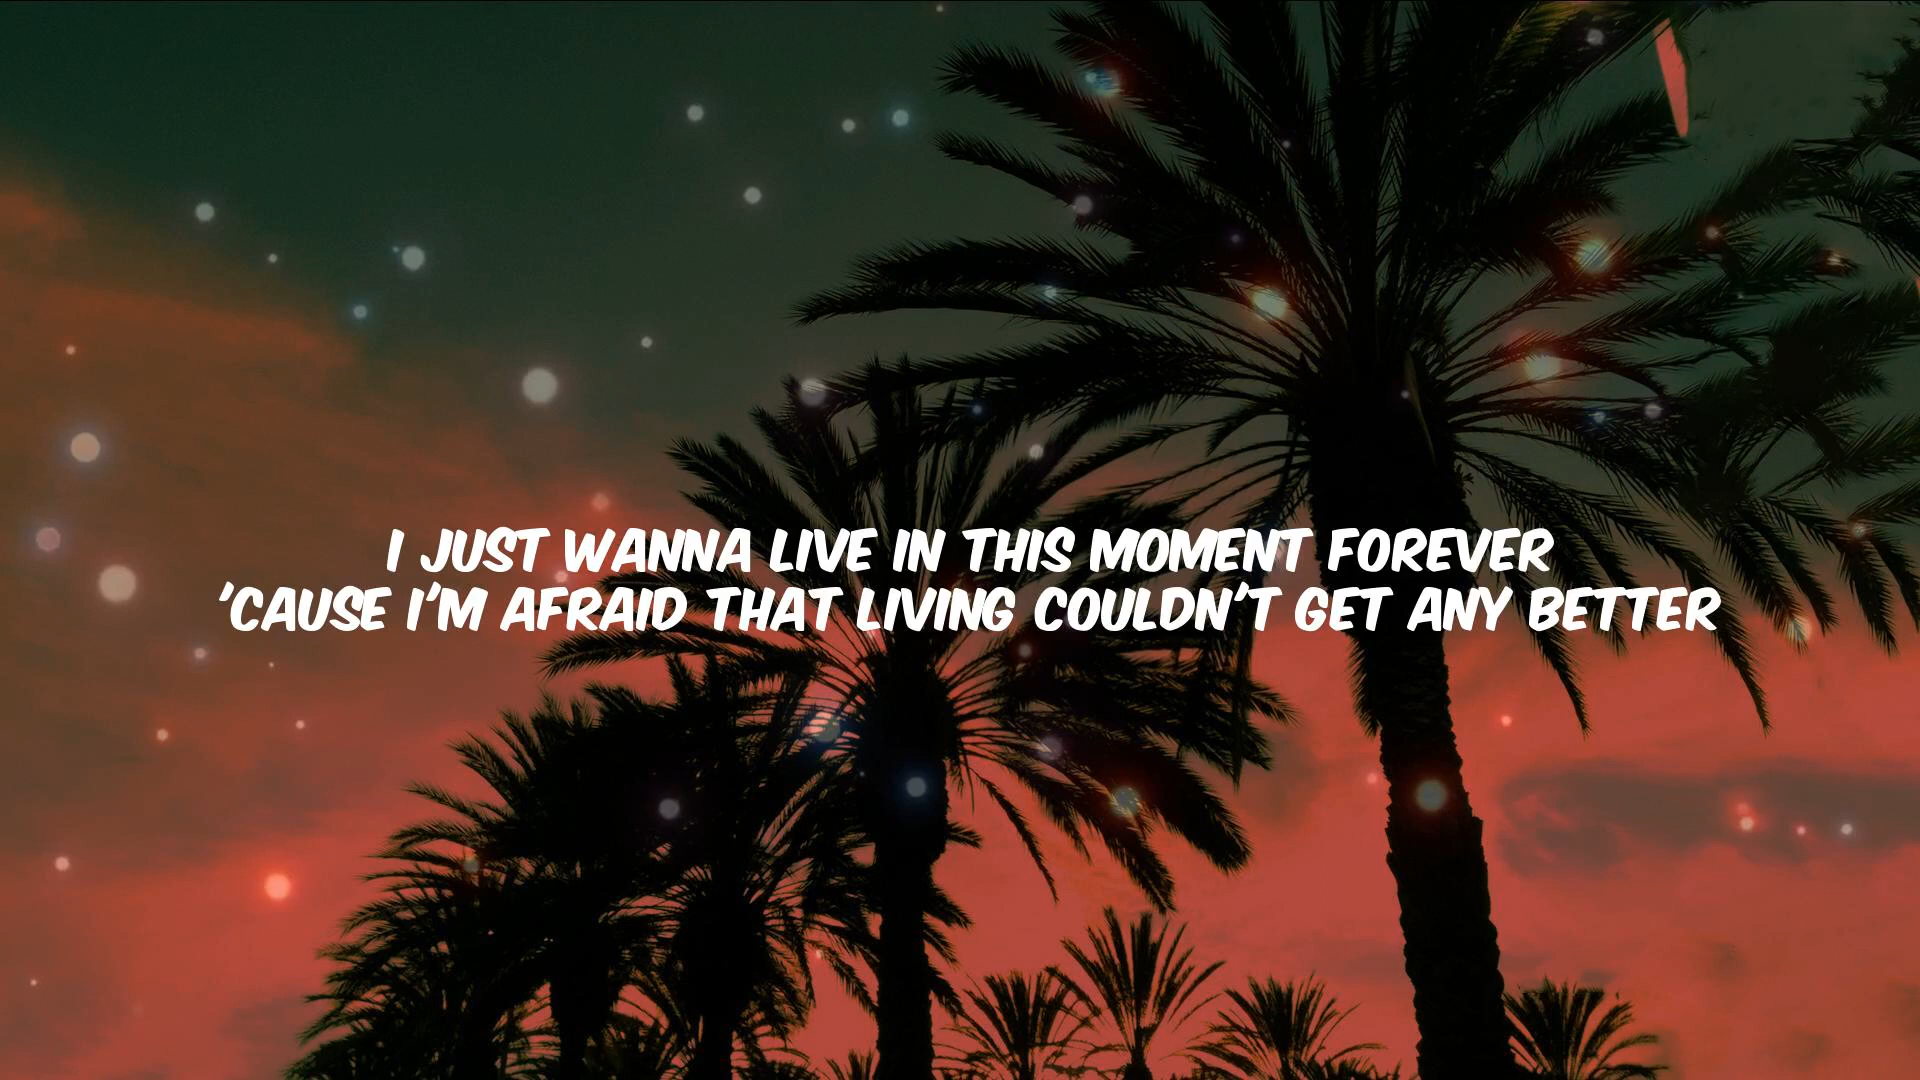 I JUST WANNA LIVE IN THIS MOMENT FOREVER
'CAUSE I'M AFRAID THAT LIVING COULDN'T GET ANY BETTER